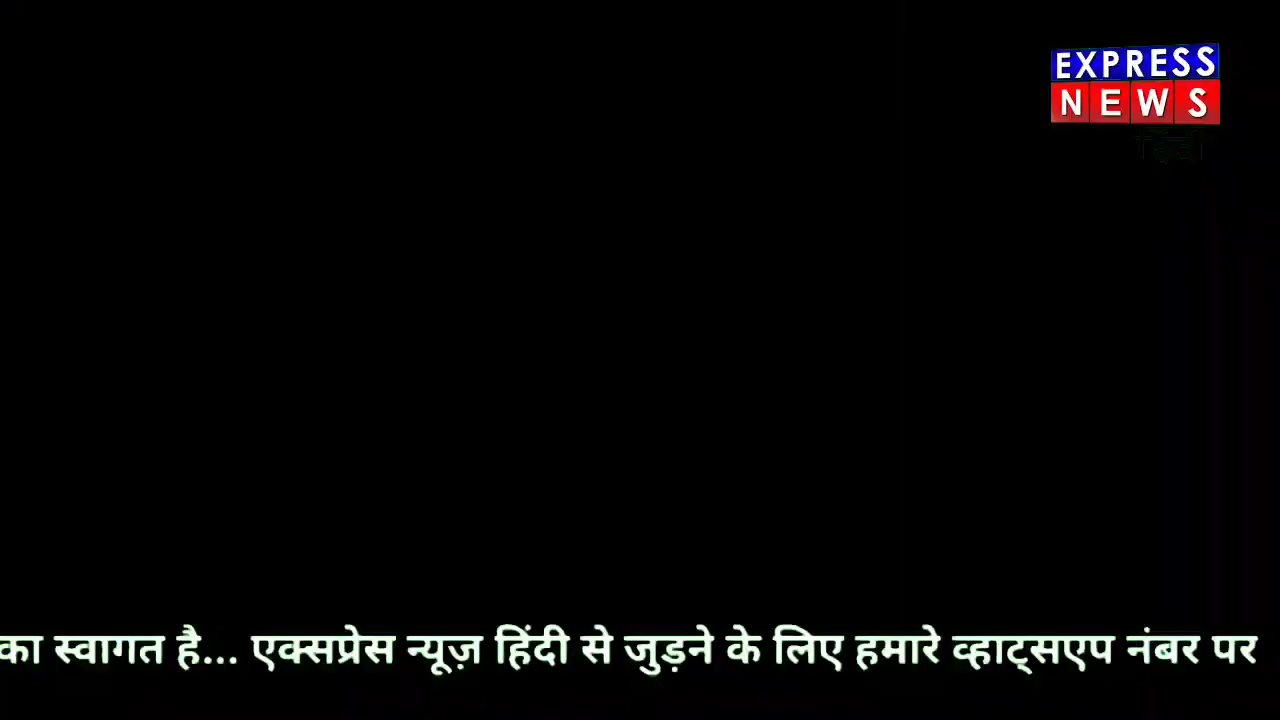 EXPRESS
NEWS
का स्वागत है... एक्सप्रेस न्यूज़ हिंदी से जुड़ने के लिए हमारे व्हाट्सएप नंबर पर